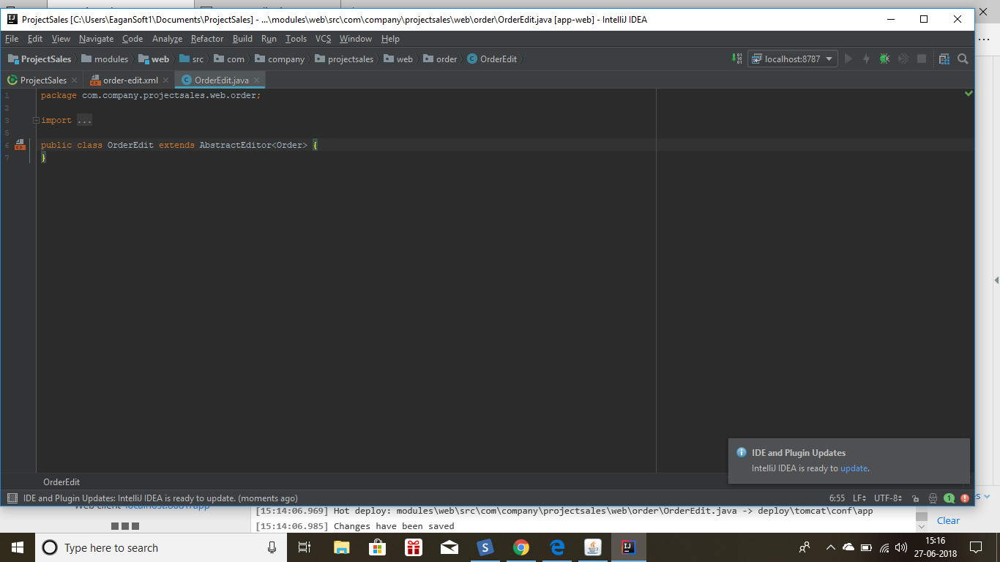 ProjectSales [C:\Users\EaganSoft1\Documents\ProjectSales] - ...\modules\web\src\com\company\projectsales\web\order\OrderEdit.java [app-web] - IntelliJ IDEA
File Edit View Navigate Code Analyze Refactor Build Run Tools VCS Window Help
ProjectSales modules web src com company projectsales web order OrderEdit localhost:8787
ProjectSales order-edit.xml OrderEdit.java
1 package com.company.projectsales.web.order;
2
3 import ...
5
6 public class OrderEdit extends AbstractEditor<Order> {
7 }
IDE and Plugin Updates
IntelliJ IDEA is ready to update.
OrderEdit
IDE and Plugin Updates: IntelliJ IDEA is ready to update. (moments ago) 6:55 LF UTF-8 1
Web client localhost:8081/app
[15:14:06.969] Hot deploy: modules\web\src\com\company\projectsales\web\order\OrderEdit.java -> deploy\tomcat\conf\app
[15:14:06.985] Changes have been saved
Clear
Type here to search
15:16
27-06-2018